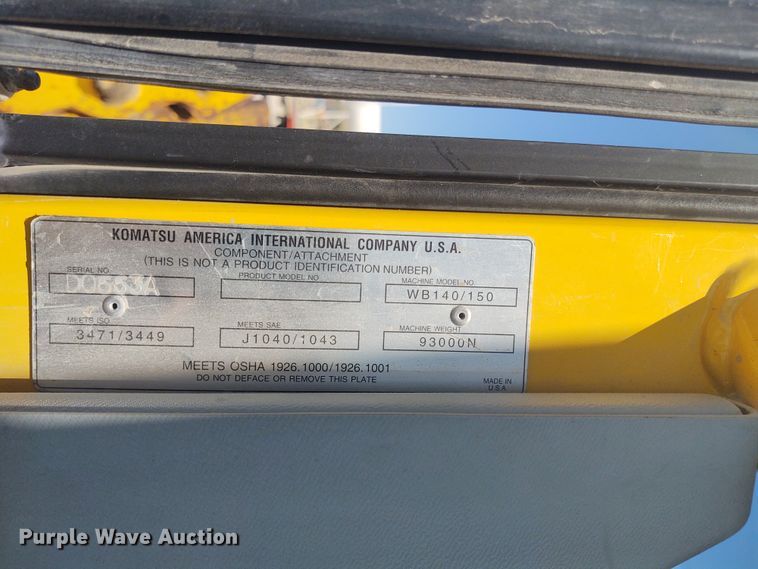 KOMATSU AMERICA INTERNATIONAL COMPANY U.S.A.
COMPONENT/ATTACHMENT
(THIS IS NOT A PRODUCT IDENTIFICATION NUMBER)
SERIAL NO. PRODUCT MODEL NO MACHINE MODEL NO
D0663A WB140/150
MEETS ISO MEETS SAE MACHINE WEIGHT
3471/3449 J1040/1043 93000N
MEETS OSHA 1926.1000/1926.1001
DO NOT DEFACE OR REMOVE THIS PLATE
MADE IN
U.S.A.
Purple Wave Auction